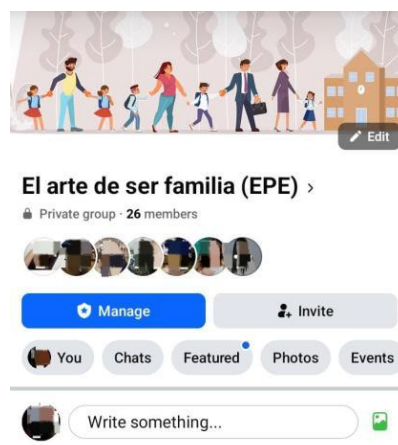 Edit
El arte de ser familia (EPE) ›
Private group · 26 members
Manage
Invite
You
Chats
Featured
Photos
Events
Write something...